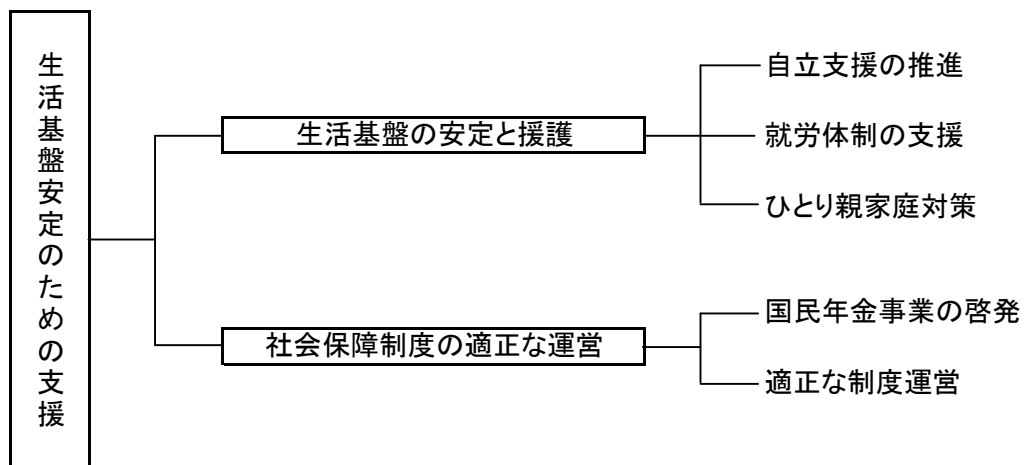 生活基盤安定のための支援
生活基盤の安定と援護
自立支援の推進
就労体制の支援
ひとり親家庭対策
社会保障制度の適正な運営
国民年金事業の啓発
適正な制度運営